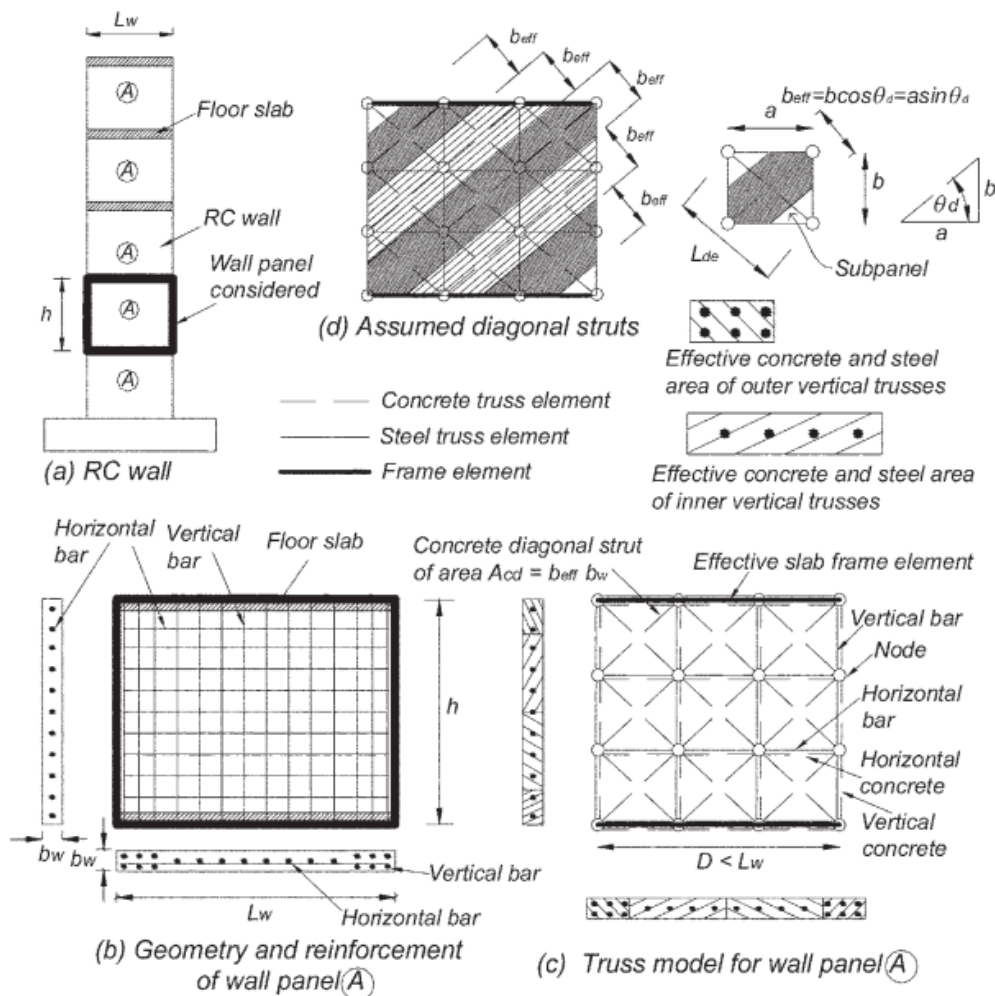 Lw
A
Floor slab
A
RC wall
A
Wall panel
considered
h
A
A
(a) RC wall
beff
beff
beff
beff
beff
(d) Assumed diagonal struts
beff=bcosθd=asinθd
a
b
b
θd
a
Lde
Subpanel
Effective concrete and steel
area of outer vertical trusses
Effective concrete and steel area
of inner vertical trusses
Concrete truss element
Steel truss element
Frame element
Horizontal
bar
Vertical
bar
Floor slab
h
bw
bw
Vertical bar
Lw
Horizontal bar
(b) Geometry and reinforcement
of wall panel A
Concrete diagonal strut
of area Acd = beff bw
Effective slab frame element
Vertical bar
Node
Horizontal
bar
Horizontal
concrete
Vertical
concrete
D < Lw
(c) Truss model for wall panel A